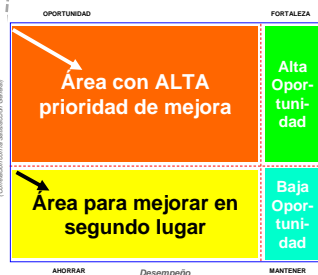 OPORTUNIDAD
FORTALEZA
Área con ALTA
prioridad de mejora
Alta
Opor-
tuni-
dad
Área para mejorar en
segundo lugar
Baja
Opor-
tuni-
dad
AHORRAR
Desempeño
MANTENER